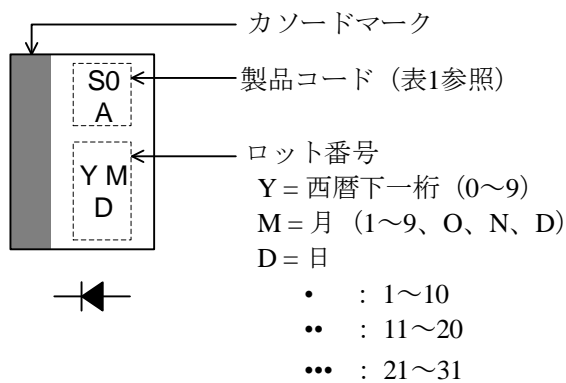 カソードマーク
S0
A
製品コード（表1参照）
Y M
D
ロット番号
Y = 西暦下一桁（0～9）
M = 月（1～9、O、N、D）
D = 日
• : 1～10
•• : 11～20
••• : 21～31